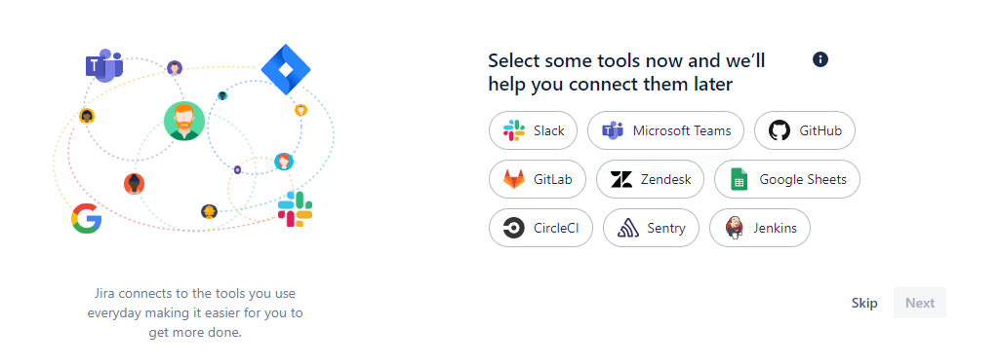 Select some tools now and we'll
help you connect them later
Slack
Microsoft Teams
GitHub
GitLab
Zendesk
Google Sheets
CircleCI
Sentry
Jenkins
Jira connects to the tools you use
everyday making it easier for you to
get more done.
Skip
Next